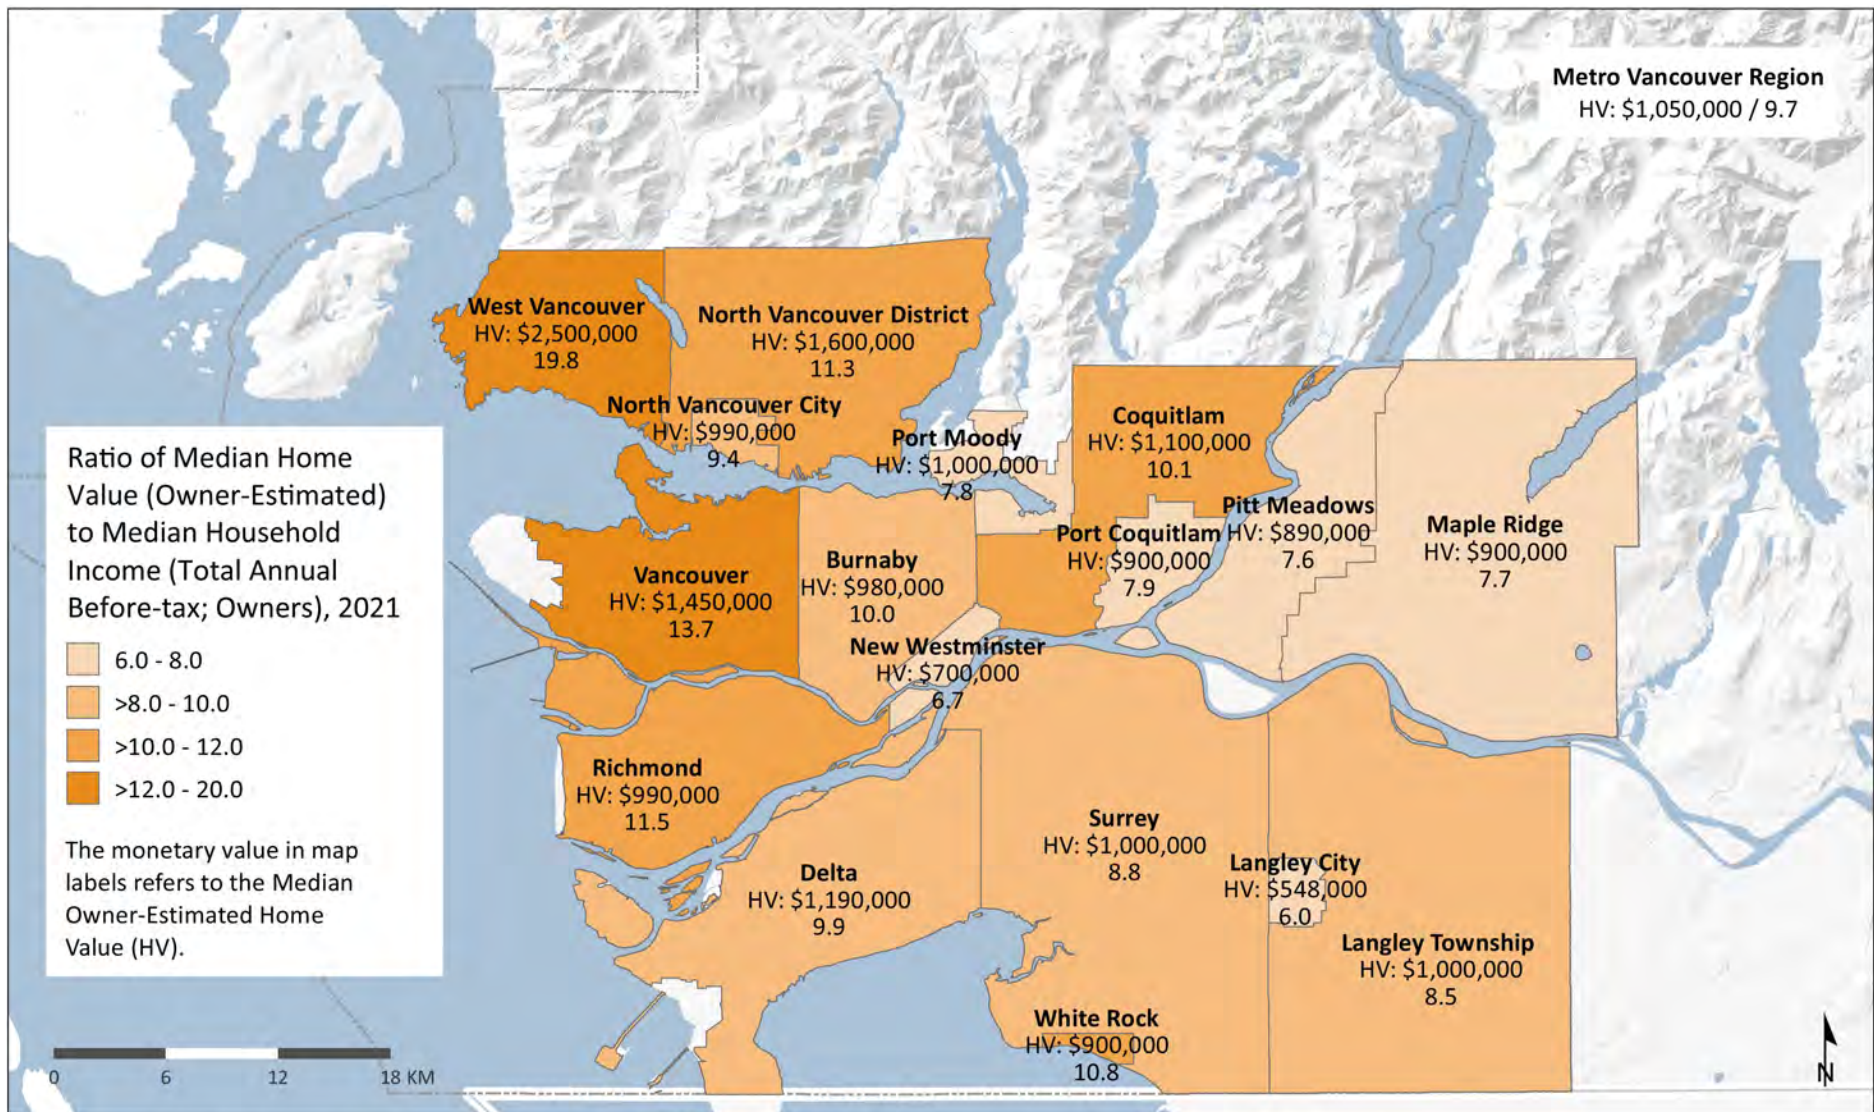 Metro Vancouver Region
HV: $1,050,000 / 9.7
West Vancouver
HV: $2,500,000
19.8
North Vancouver District
HV: $1,600,000
11.3
North Vancouver City
HV: $990,000
9.4
Port Moody
HV: $1,000,000
7.8
Coquitlam
HV: $1,100,000
10.1
Pitt Meadows
HV: $890,000
7.6
Maple Ridge
HV: $900,000
7.7
Port Coquitlam
HV: $900,000
7.9
Burnaby
HV: $980,000
10.0
Vancouver
HV: $1,450,000
13.7
New Westminster
HV: $700,000
6.7
Richmond
HV: $990,000
11.5
Delta
HV: $1,190,000
9.9
Surrey
HV: $1,000,000
8.8
Langley City
HV: $548,000
6.0
Langley Township
HV: $1,000,000
8.5
White Rock
HV: $900,000
10.8
Ratio of Median Home
Value (Owner-Estimated)
to Median Household
Income (Total Annual
Before-tax; Owners), 2021
6.0 - 8.0
>8.0 - 10.0
>10.0 - 12.0
>12.0 - 20.0
The monetary value in map
labels refers to the Median
Owner-Estimated Home
Value (HV).
0 6 12 18 KM
N